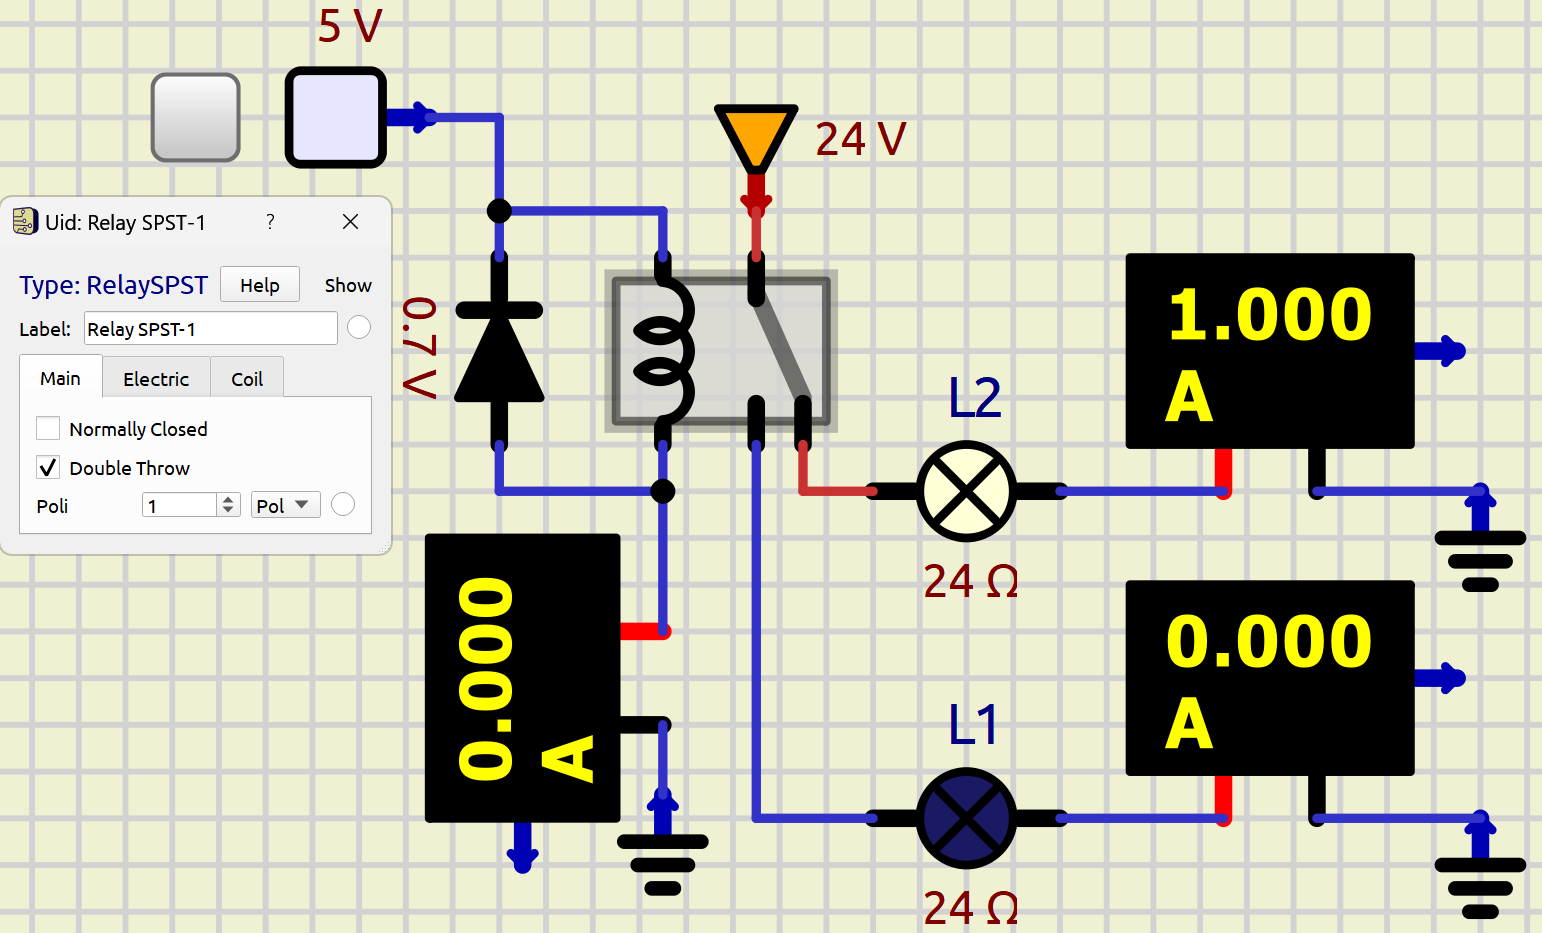 5 V
24 V
Uid: Relay SPST-1
?
Type: RelaySPST
Help
Show
Label:
Relay SPST-1
Main
Electric
Coil
Normally Closed
Double Throw
Poli
1
Pol
0.7 V
L2
24 Ω
1.000
A
0.000
A
L1
24 Ω
0.000
A